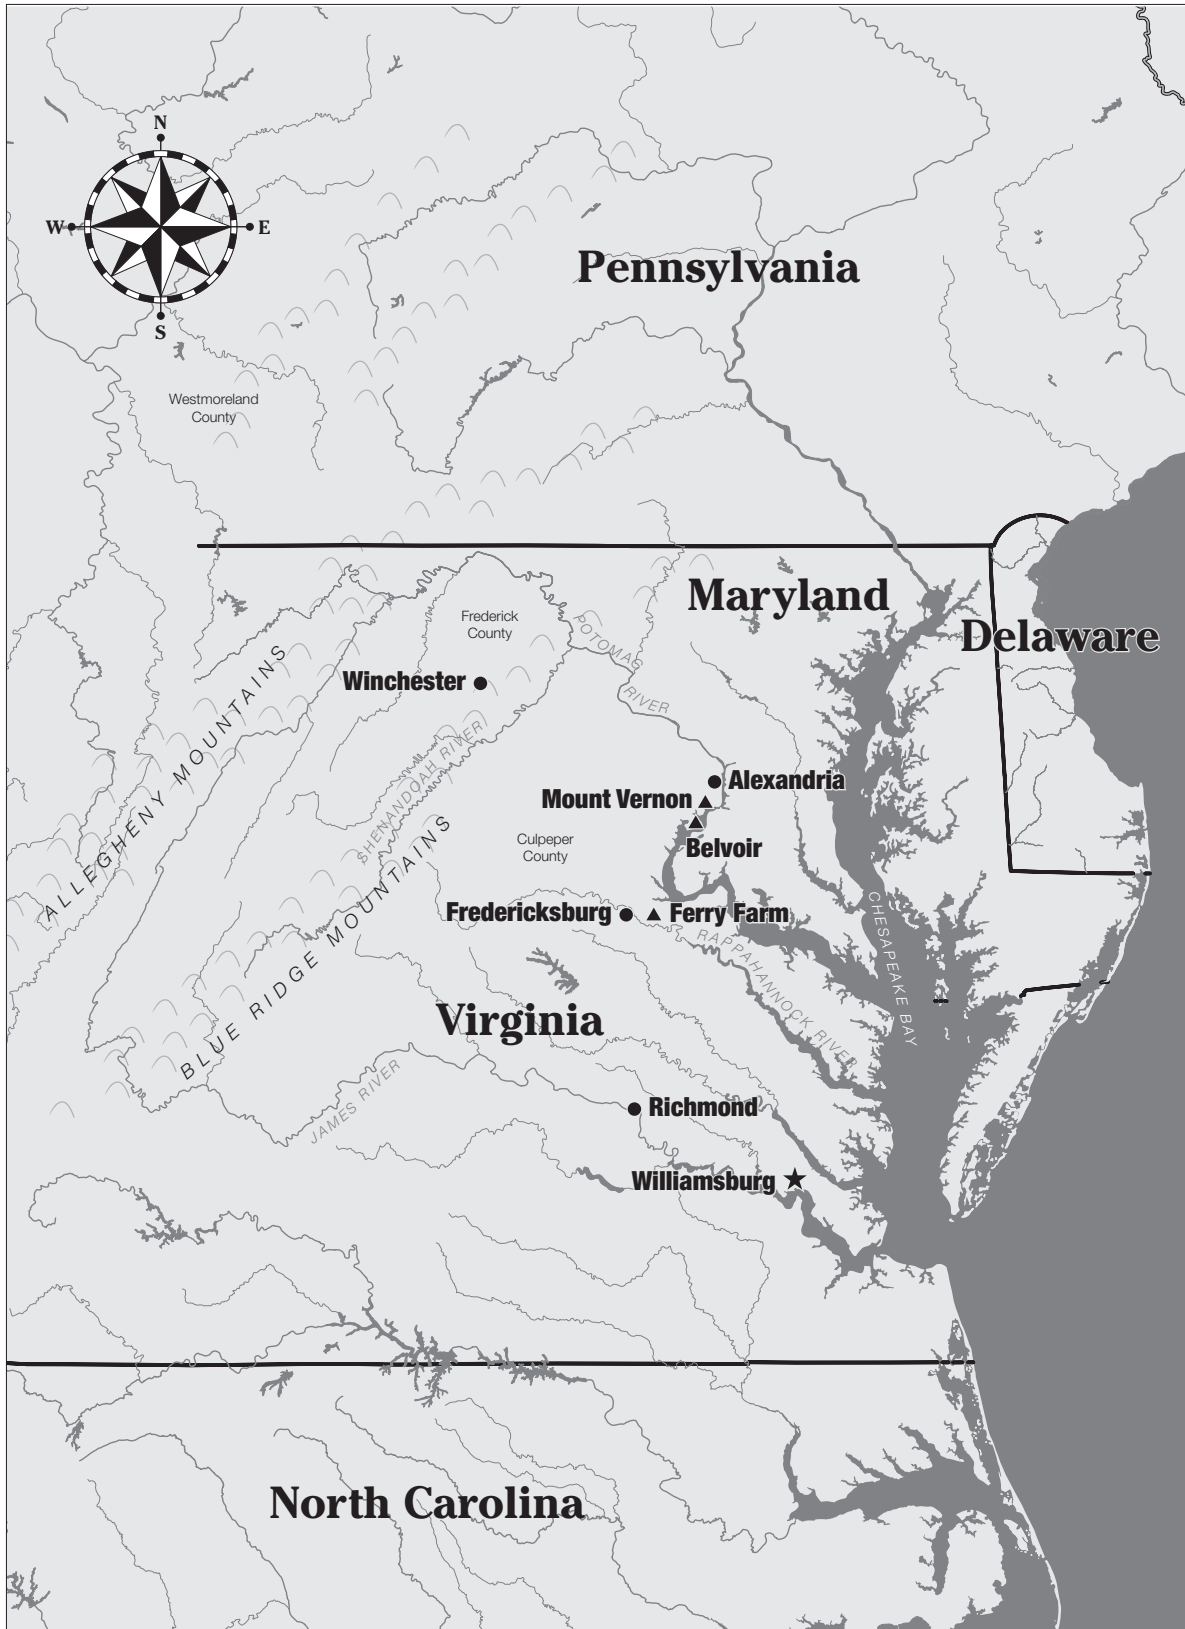 N
W
E
S
Pennsylvania
Westmoreland
County
Maryland
Delaware
Frederick
County
POTOMAC
RIVER
Winchester
ALLEGHENY MOUNTAINS
SHENANDOAH RIVER
Alexandria
Mount Vernon
Belvoir
Culpeper
County
BLUE RIDGE MOUNTAINS
Fredericksburg
Ferry Farm
CHESAPEAKE BAY
RAPPAHANNOCK RIVER
Virginia
JAMES RIVER
Richmond
Williamsburg
North Carolina